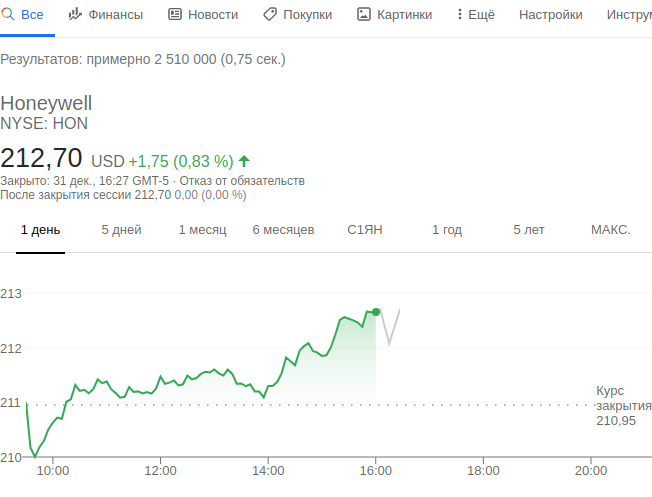 Все Финансы Новости Покупки Картинки Ещё Настройки
Результатов: примерно 2 510 000 (0,75 сек.)
Honeywell
NYSE: HON
212,70 USD +1,75 (0,83 %)
Закрыто: 31 дек., 16:27 GMT-5 · Отказ от обязательств
После закрытия сессии 212,70 0,00 (0,00 %)
1 день 5 дней 1 месяц 6 месяцев С1ЯН 1 год 5 лет МАКС.
213
212
211
210
Курс
закрытия
210,95
10:00 12:00 14:00 16:00 18:00 20:00